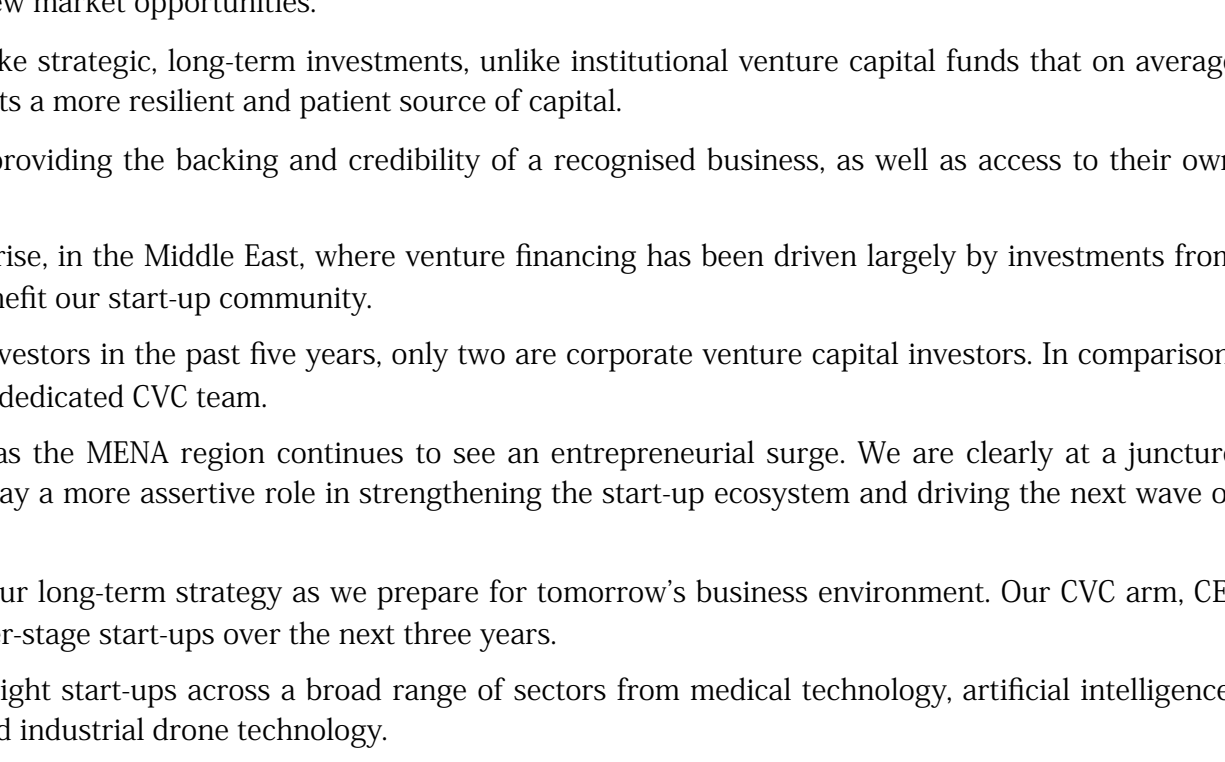 ew market opportunities.
ke strategic, long-term investments, unlike institutional venture capital funds that on average
ts a more resilient and patient source of capital.
providing the backing and credibility of a recognised business, as well as access to their own
rise, in the Middle East, where venture financing has been driven largely by investments from
nefit our start-up community.
vestors in the past five years, only two are corporate venture capital investors. In comparison
dedicated CVC team.
as the MENA region continues to see an entrepreneurial surge. We are clearly at a juncture
ay a more assertive role in strengthening the start-up ecosystem and driving the next wave o
ur long-term strategy as we prepare for tomorrow's business environment. Our CVC arm, CE
er-stage start-ups over the next three years.
ight start-ups across a broad range of sectors from medical technology, artificial intelligence
d industrial drone technology.